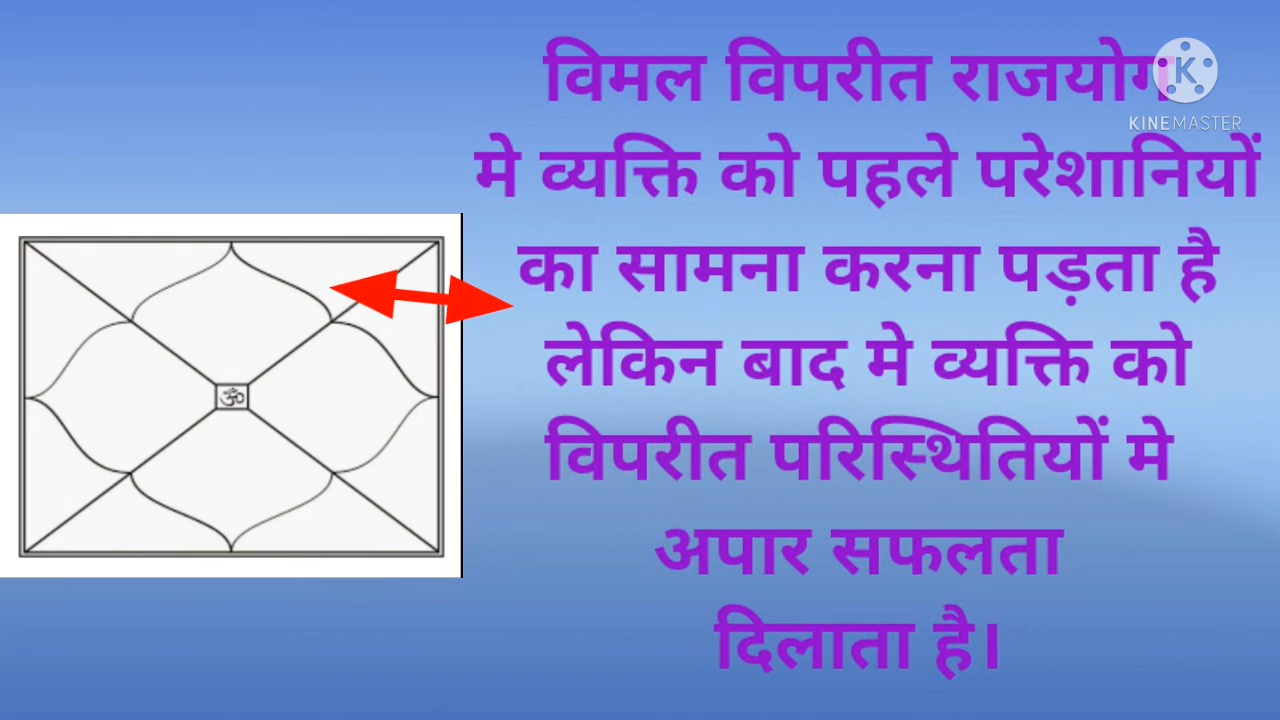 विमल विपरीत राजयोग
मे व्यक्ति को पहले परेशानियों
का सामना करना पड़ता है
लेकिन बाद मे व्यक्ति को
विपरीत परिस्थितियों मे
अपार सफलता
दिलाता है।
K
KINEMASTER
ॐ